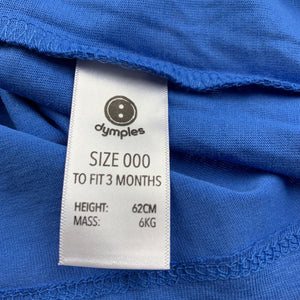 dymples
SIZE 000
TO FIT 3 MONTHS
HEIGHT: 62CM
MASS: 6KG